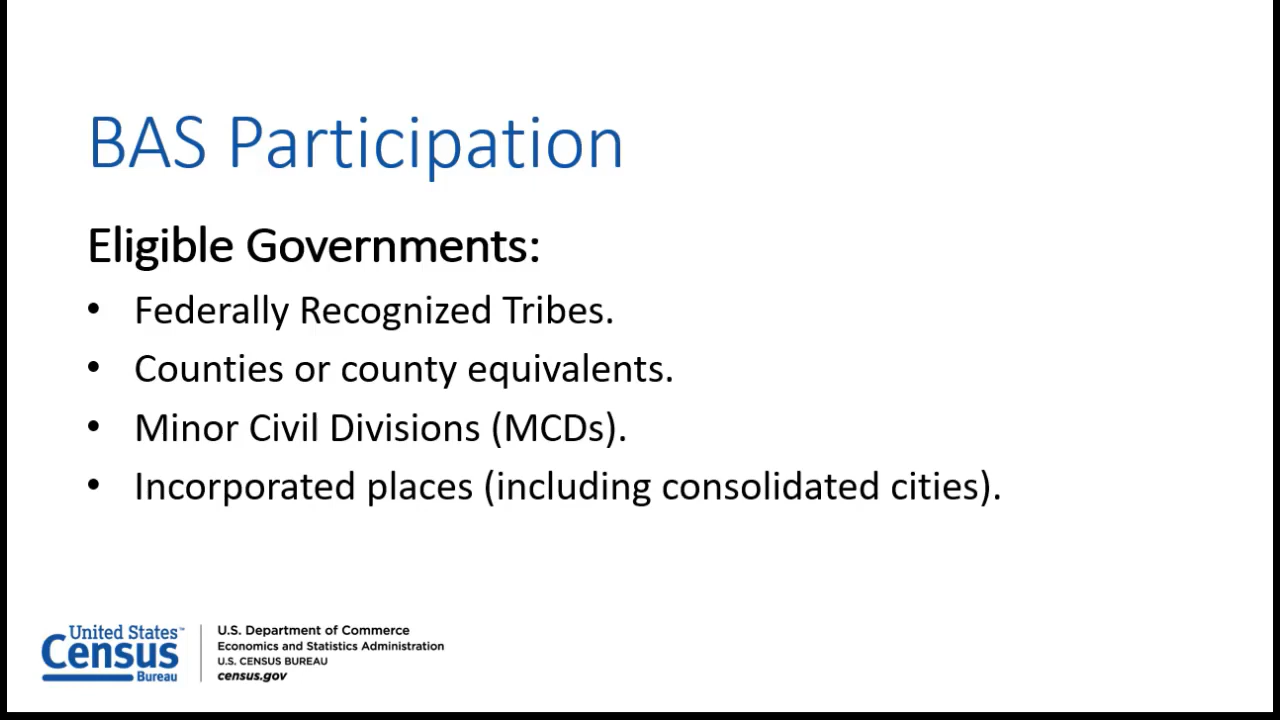 BAS Participation
Eligible Governments:
• Federally Recognized Tribes.
• Counties or county equivalents.
• Minor Civil Divisions (MCDs).
• Incorporated places (including consolidated cities).
United States™
Census
Bureau
U.S. Department of Commerce
Economics and Statistics Administration
U.S. CENSUS BUREAU
census.gov